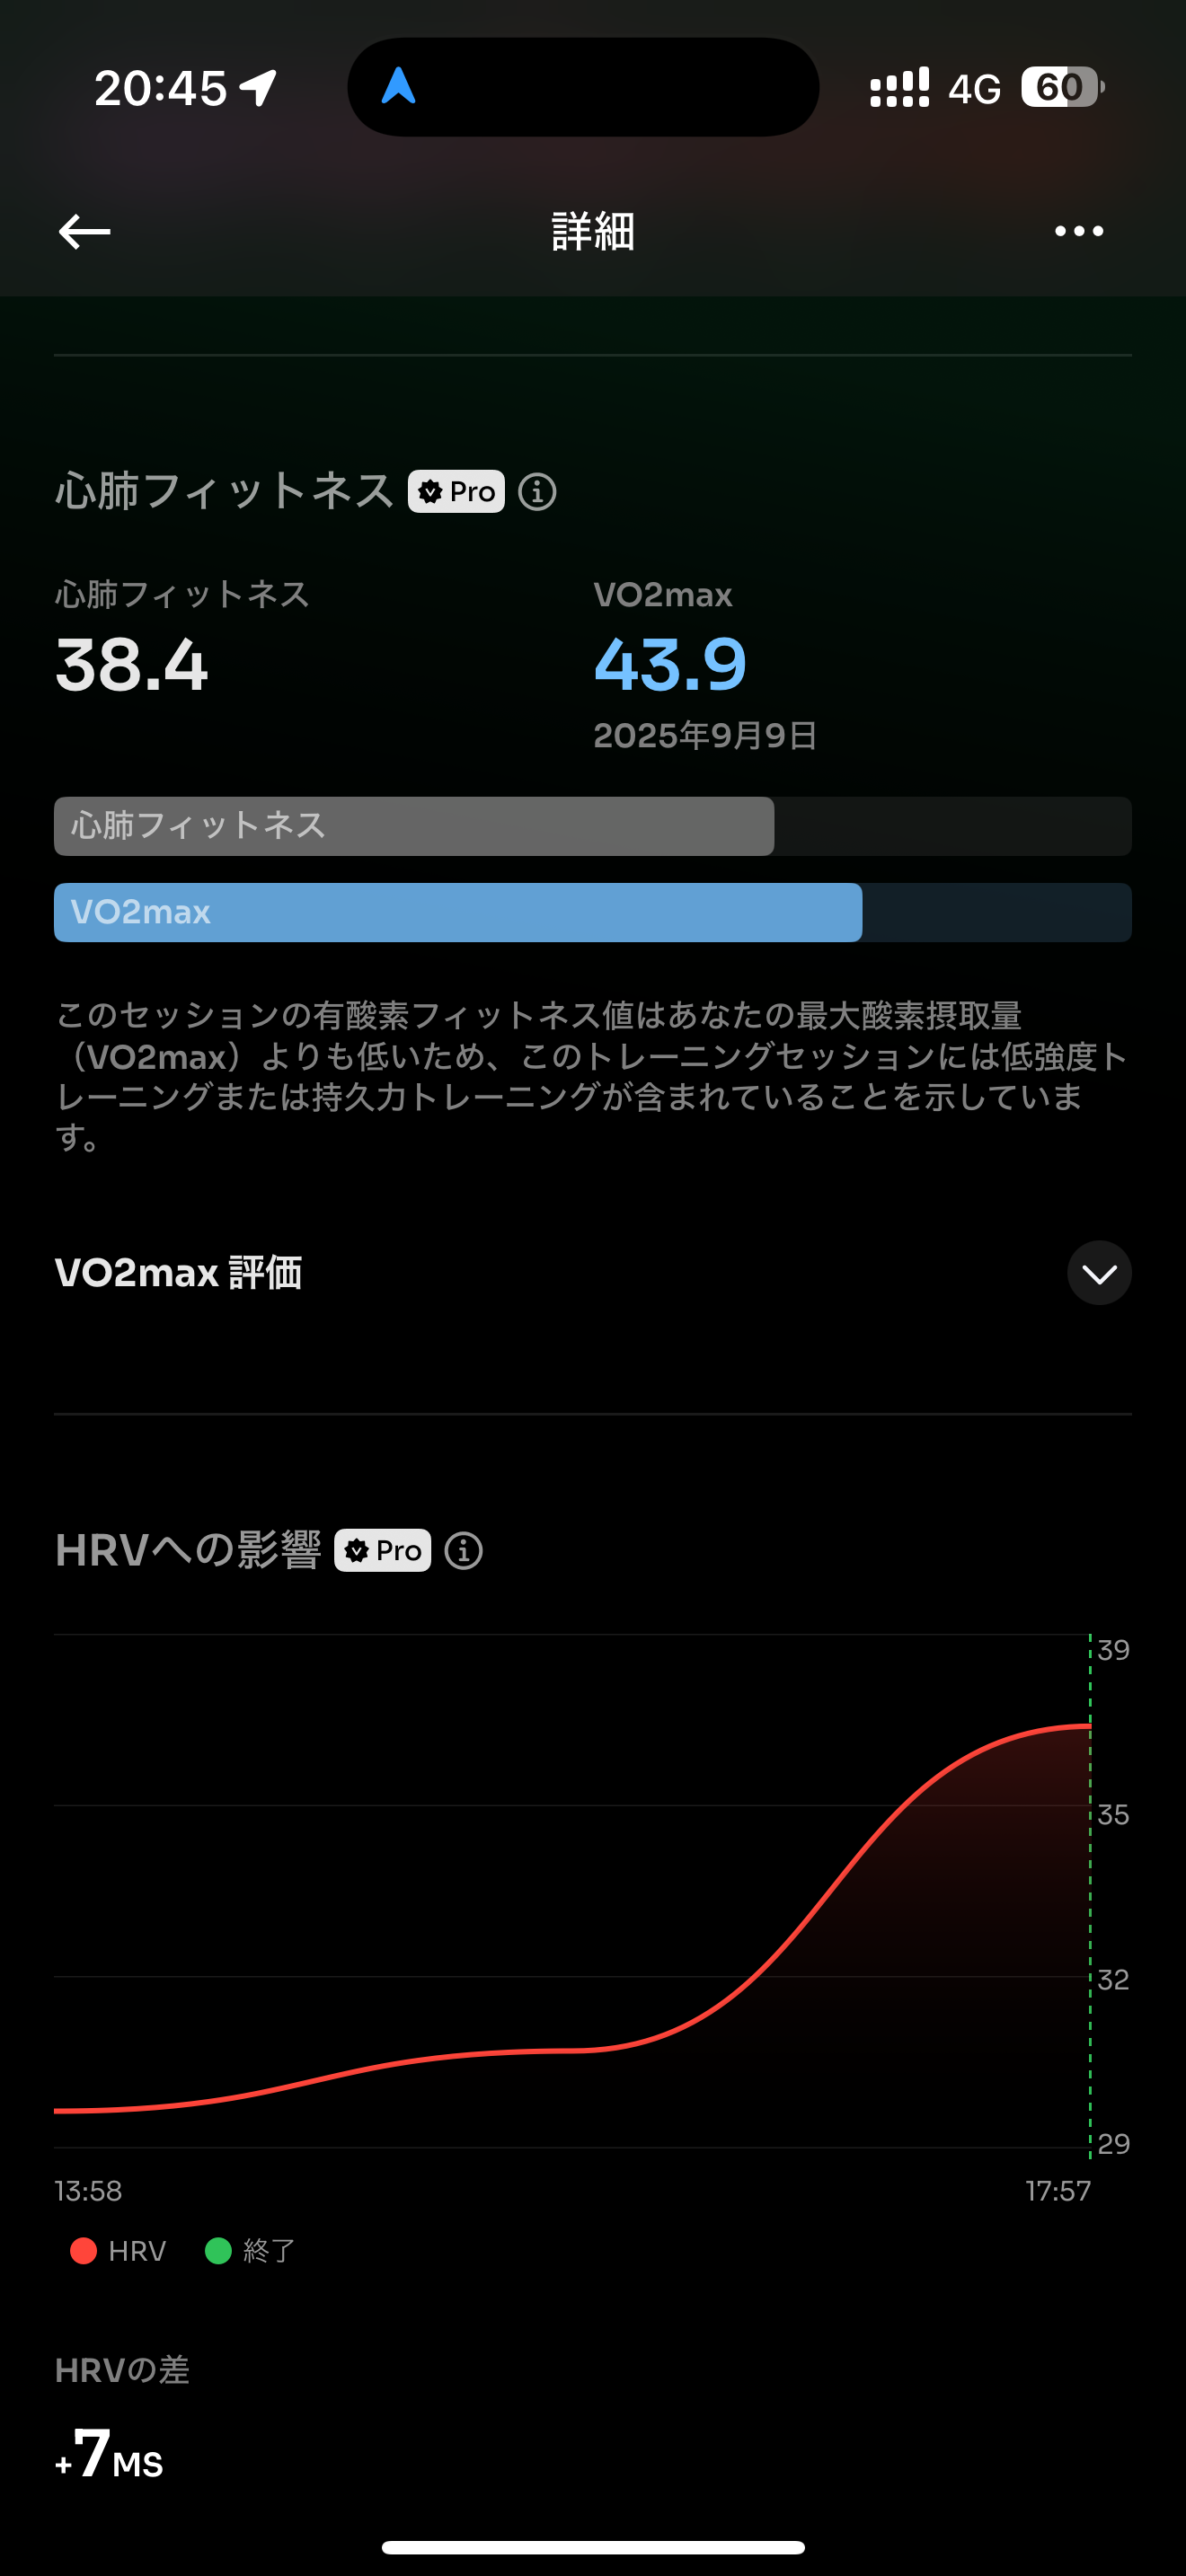 20:45
4G
60
詳細
心肺フィットネス Pro
心肺フィットネス
38.4
VO2max
43.9
2025年9月9日
心肺フィットネス
VO2max
このセッションの有酸素フィットネス値はあなたの最大酸素摂取量
（VO2max）よりも低いため、このトレーニングセッションには低強度ト
レーニングまたは持久力トレーニングが含まれていることを示していま
す。
VO2max 評価
HRVへの影響 Pro
39
35
32
29
13:58
17:57
HRV
終了
HRVの差
+7MS